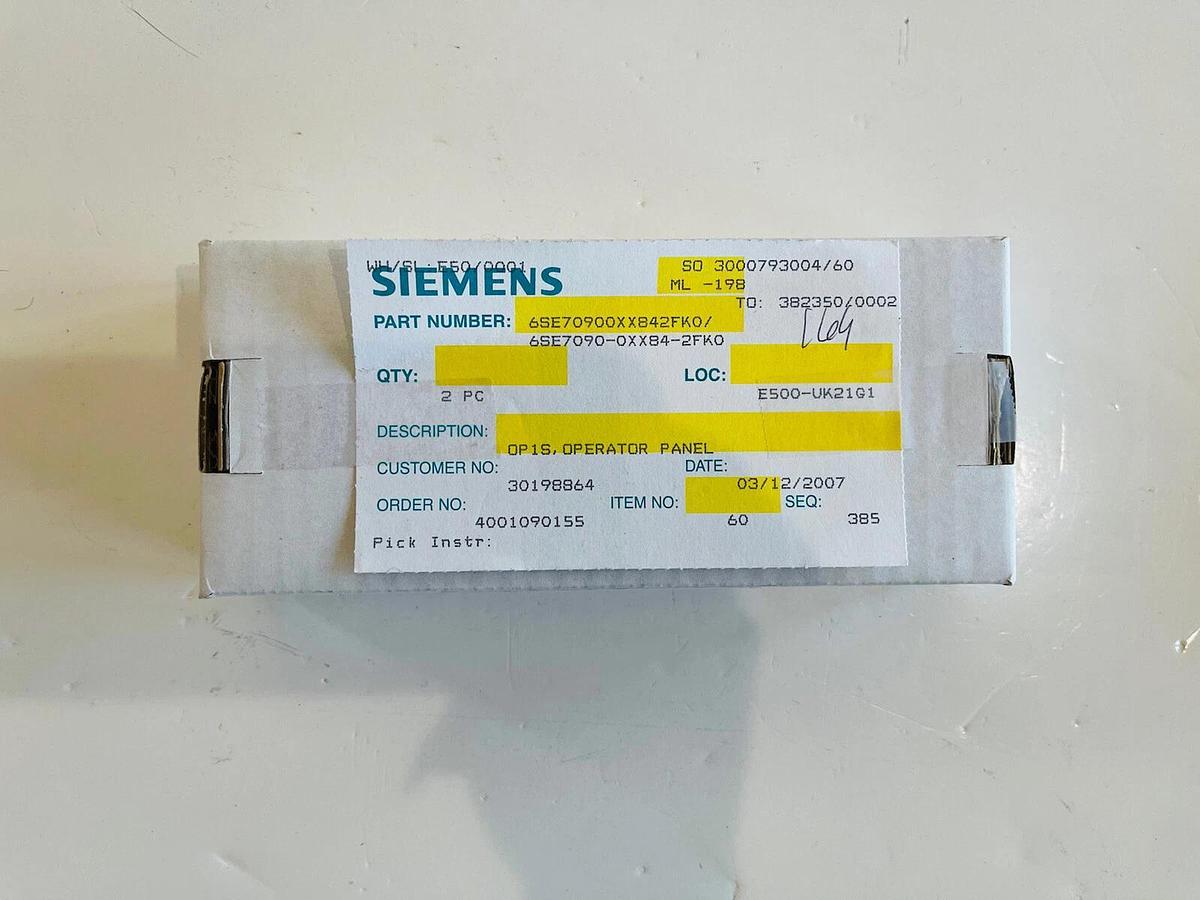 WH/SL:E50/0001 SO 3000793004/60
SIEMENS ML -198
TO: 382350/0002
PART NUMBER: 6SE70900XX842FK0/
6SE7090-0XX84-2FK0
QTY: LOC:
2 PC E500-UK21G1
DESCRIPTION:
OP1S,OPERATOR PANEL
CUSTOMER NO: DATE:
30198864 03/12/2007
ORDER NO: ITEM NO: SEQ:
4001090155 60 385
Pick Instr: